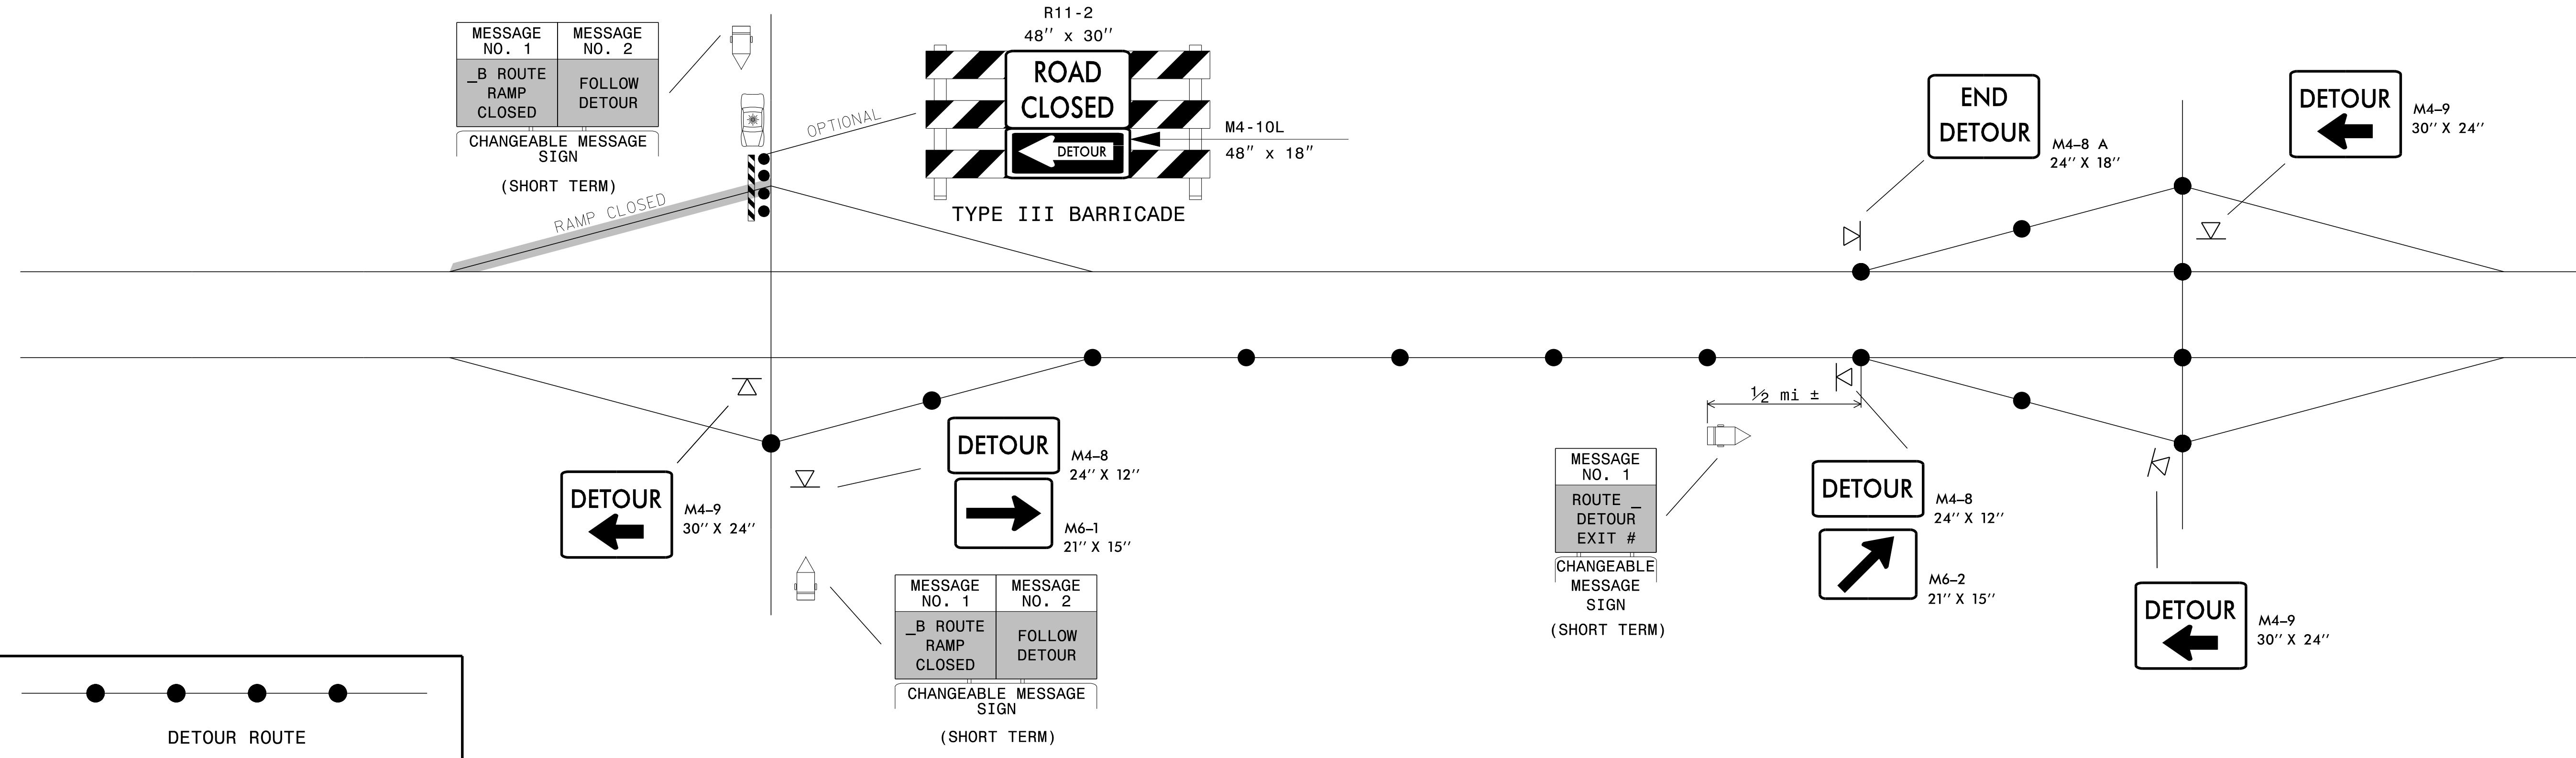 MESSAGE
NO. 1
MESSAGE
NO. 2
_B ROUTE
RAMP
CLOSED
FOLLOW
DETOUR
CHANGEABLE MESSAGE
SIGN
(SHORT TERM)
RAMP CLOSED
OPTIONAL
R11-2
48" x 30"
ROAD
CLOSED
DETOUR
M4-10L
48" x 18"
TYPE III BARRICADE
END
DETOUR
M4-8 A
24" X 18"
DETOUR
M4-9
30" X 24"
DETOUR
M4-9
30" X 24"
DETOUR
M4-8
24" X 12"
M6-1
21" X 15"
MESSAGE
NO. 1
MESSAGE
NO. 2
_B ROUTE
RAMP
CLOSED
FOLLOW
DETOUR
CHANGEABLE MESSAGE
SIGN
(SHORT TERM)
1/2 mi ±
MESSAGE
NO. 1
ROUTE _
DETOUR
EXIT #
CHANGEABLE
MESSAGE
SIGN
(SHORT TERM)
DETOUR
M4-8
24" X 12"
M6-2
21" X 15"
DETOUR
M4-9
30" X 24"
DETOUR ROUTE